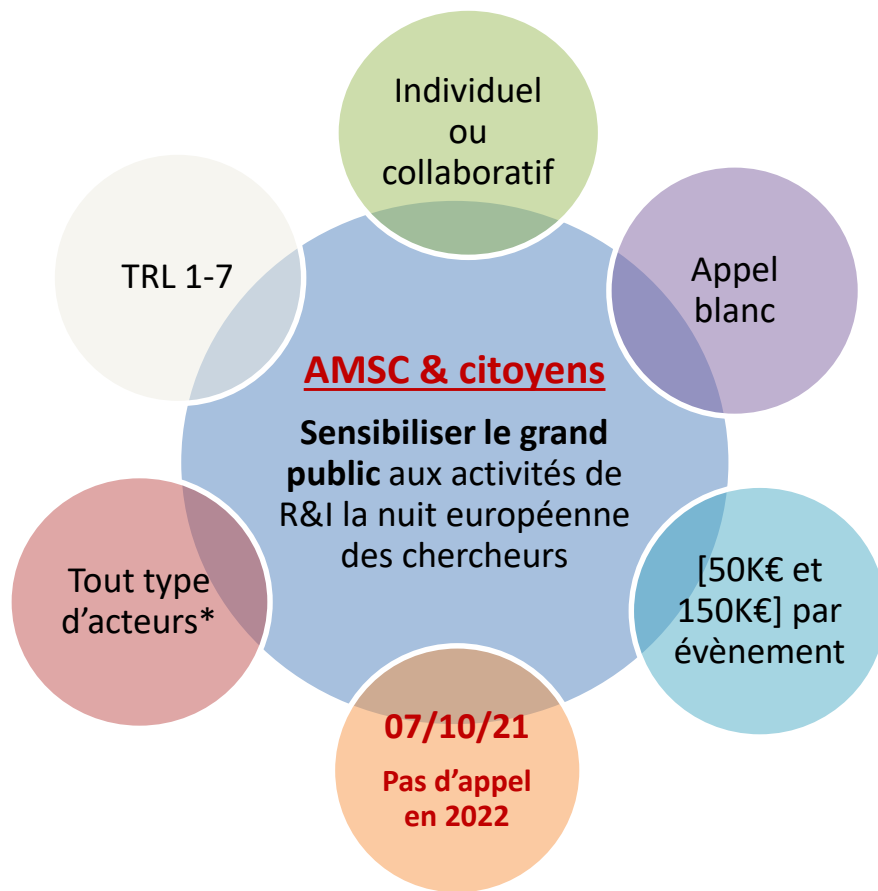 Individuel
ou
collaboratif
TRL 1-7
Appel
blanc
AMSC & citoyens
Sensibiliser le grand
public aux activités de
R&I la nuit européenne
des chercheurs
Tout type
d’acteurs*
[50K€ et
150K€] par
évènement
07/10/21
Pas d’appel
en 2022